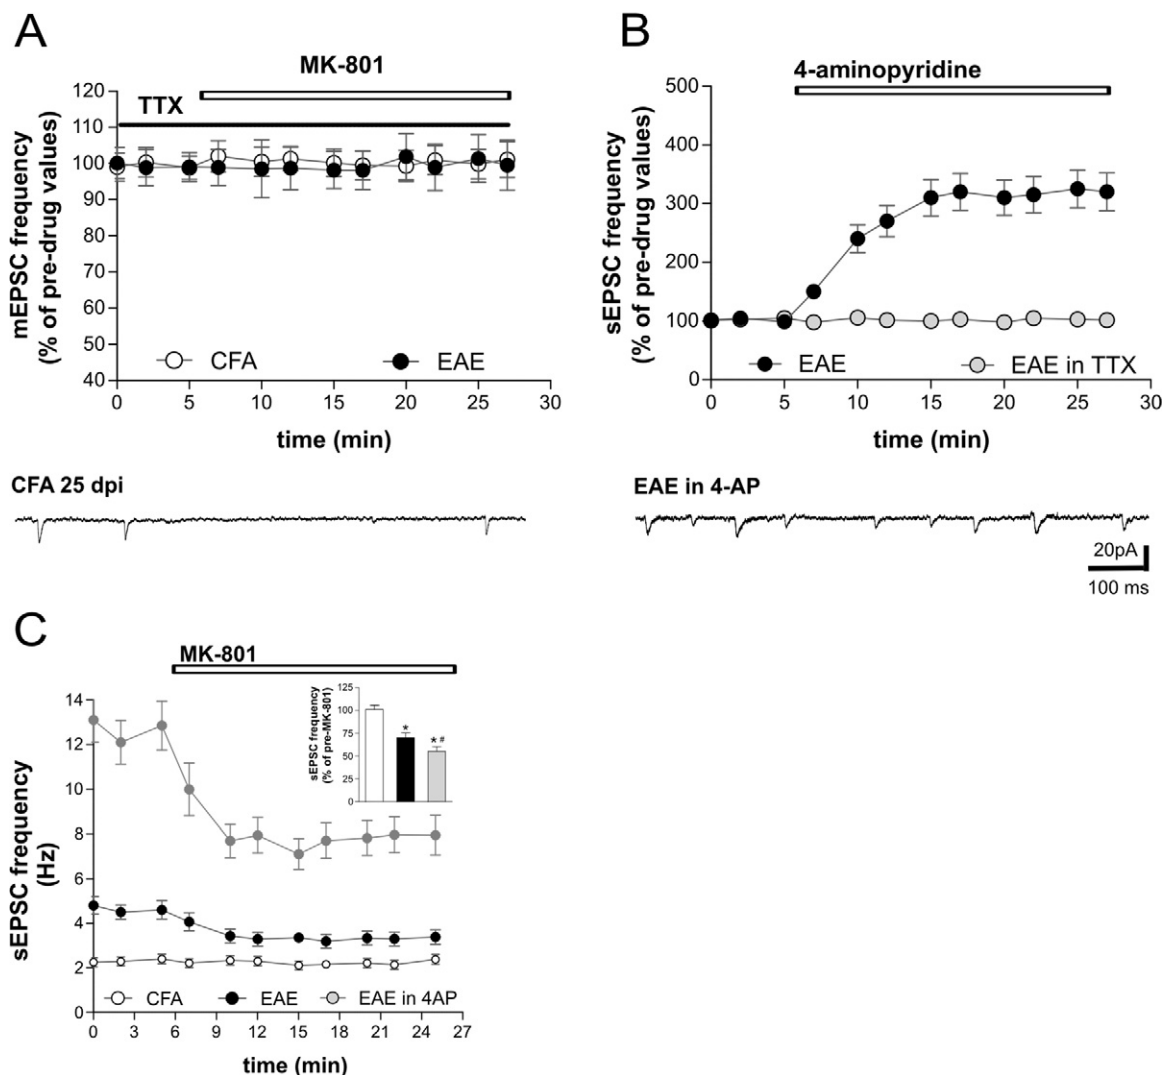 A
MK-801
TTX
mEPSC frequency
(% of pre-drug values)
120
110
100
90
80
70
60
50
40
CFA
EAE
0
5
10
15
20
25
30
time (min)
B
4-aminopyridine
sEPSC frequency
(% of pre-drug values)
500
400
300
200
100
0
EAE
EAE in TTX
0
5
10
15
20
25
30
time (min)
CFA 25 dpi
EAE in 4-AP
20pA
100 ms
C
MK-801
sEPSC frequency
(Hz)
14
12
10
8
6
4
2
0
sEPSC frequency
(% of pre-MK-801)
125
100
75
50
25
0
*
* #
CFA
EAE
EAE in 4AP
0
3
6
9
12
15
18
21
24
27
time (min)